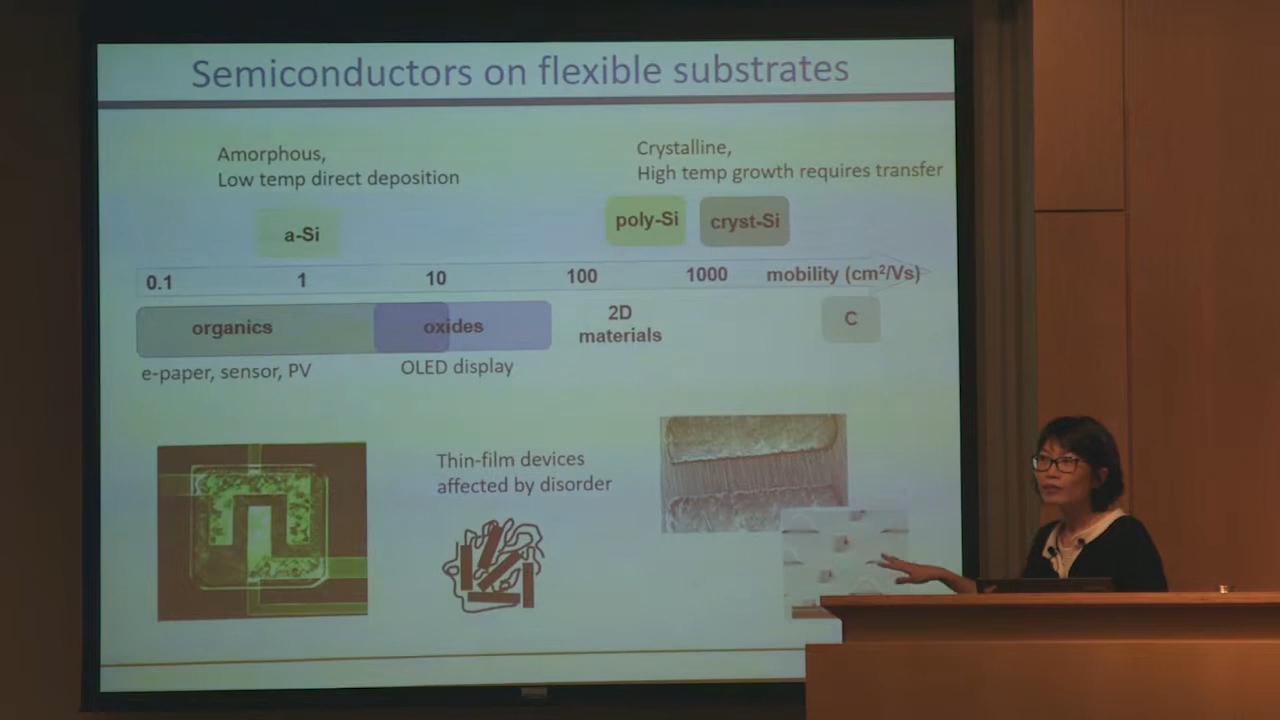 Semiconductors on flexible substrates
Amorphous,
Low temp direct deposition
Crystalline,
High temp growth requires transfer
a-Si
poly-Si
cryst-Si
0.1 1 10 100 1000 mobility (cm²/Vs)
organics
oxides
2D
materials
C
e-paper, sensor, PV
OLED display
Thin-film devices
affected by disorder